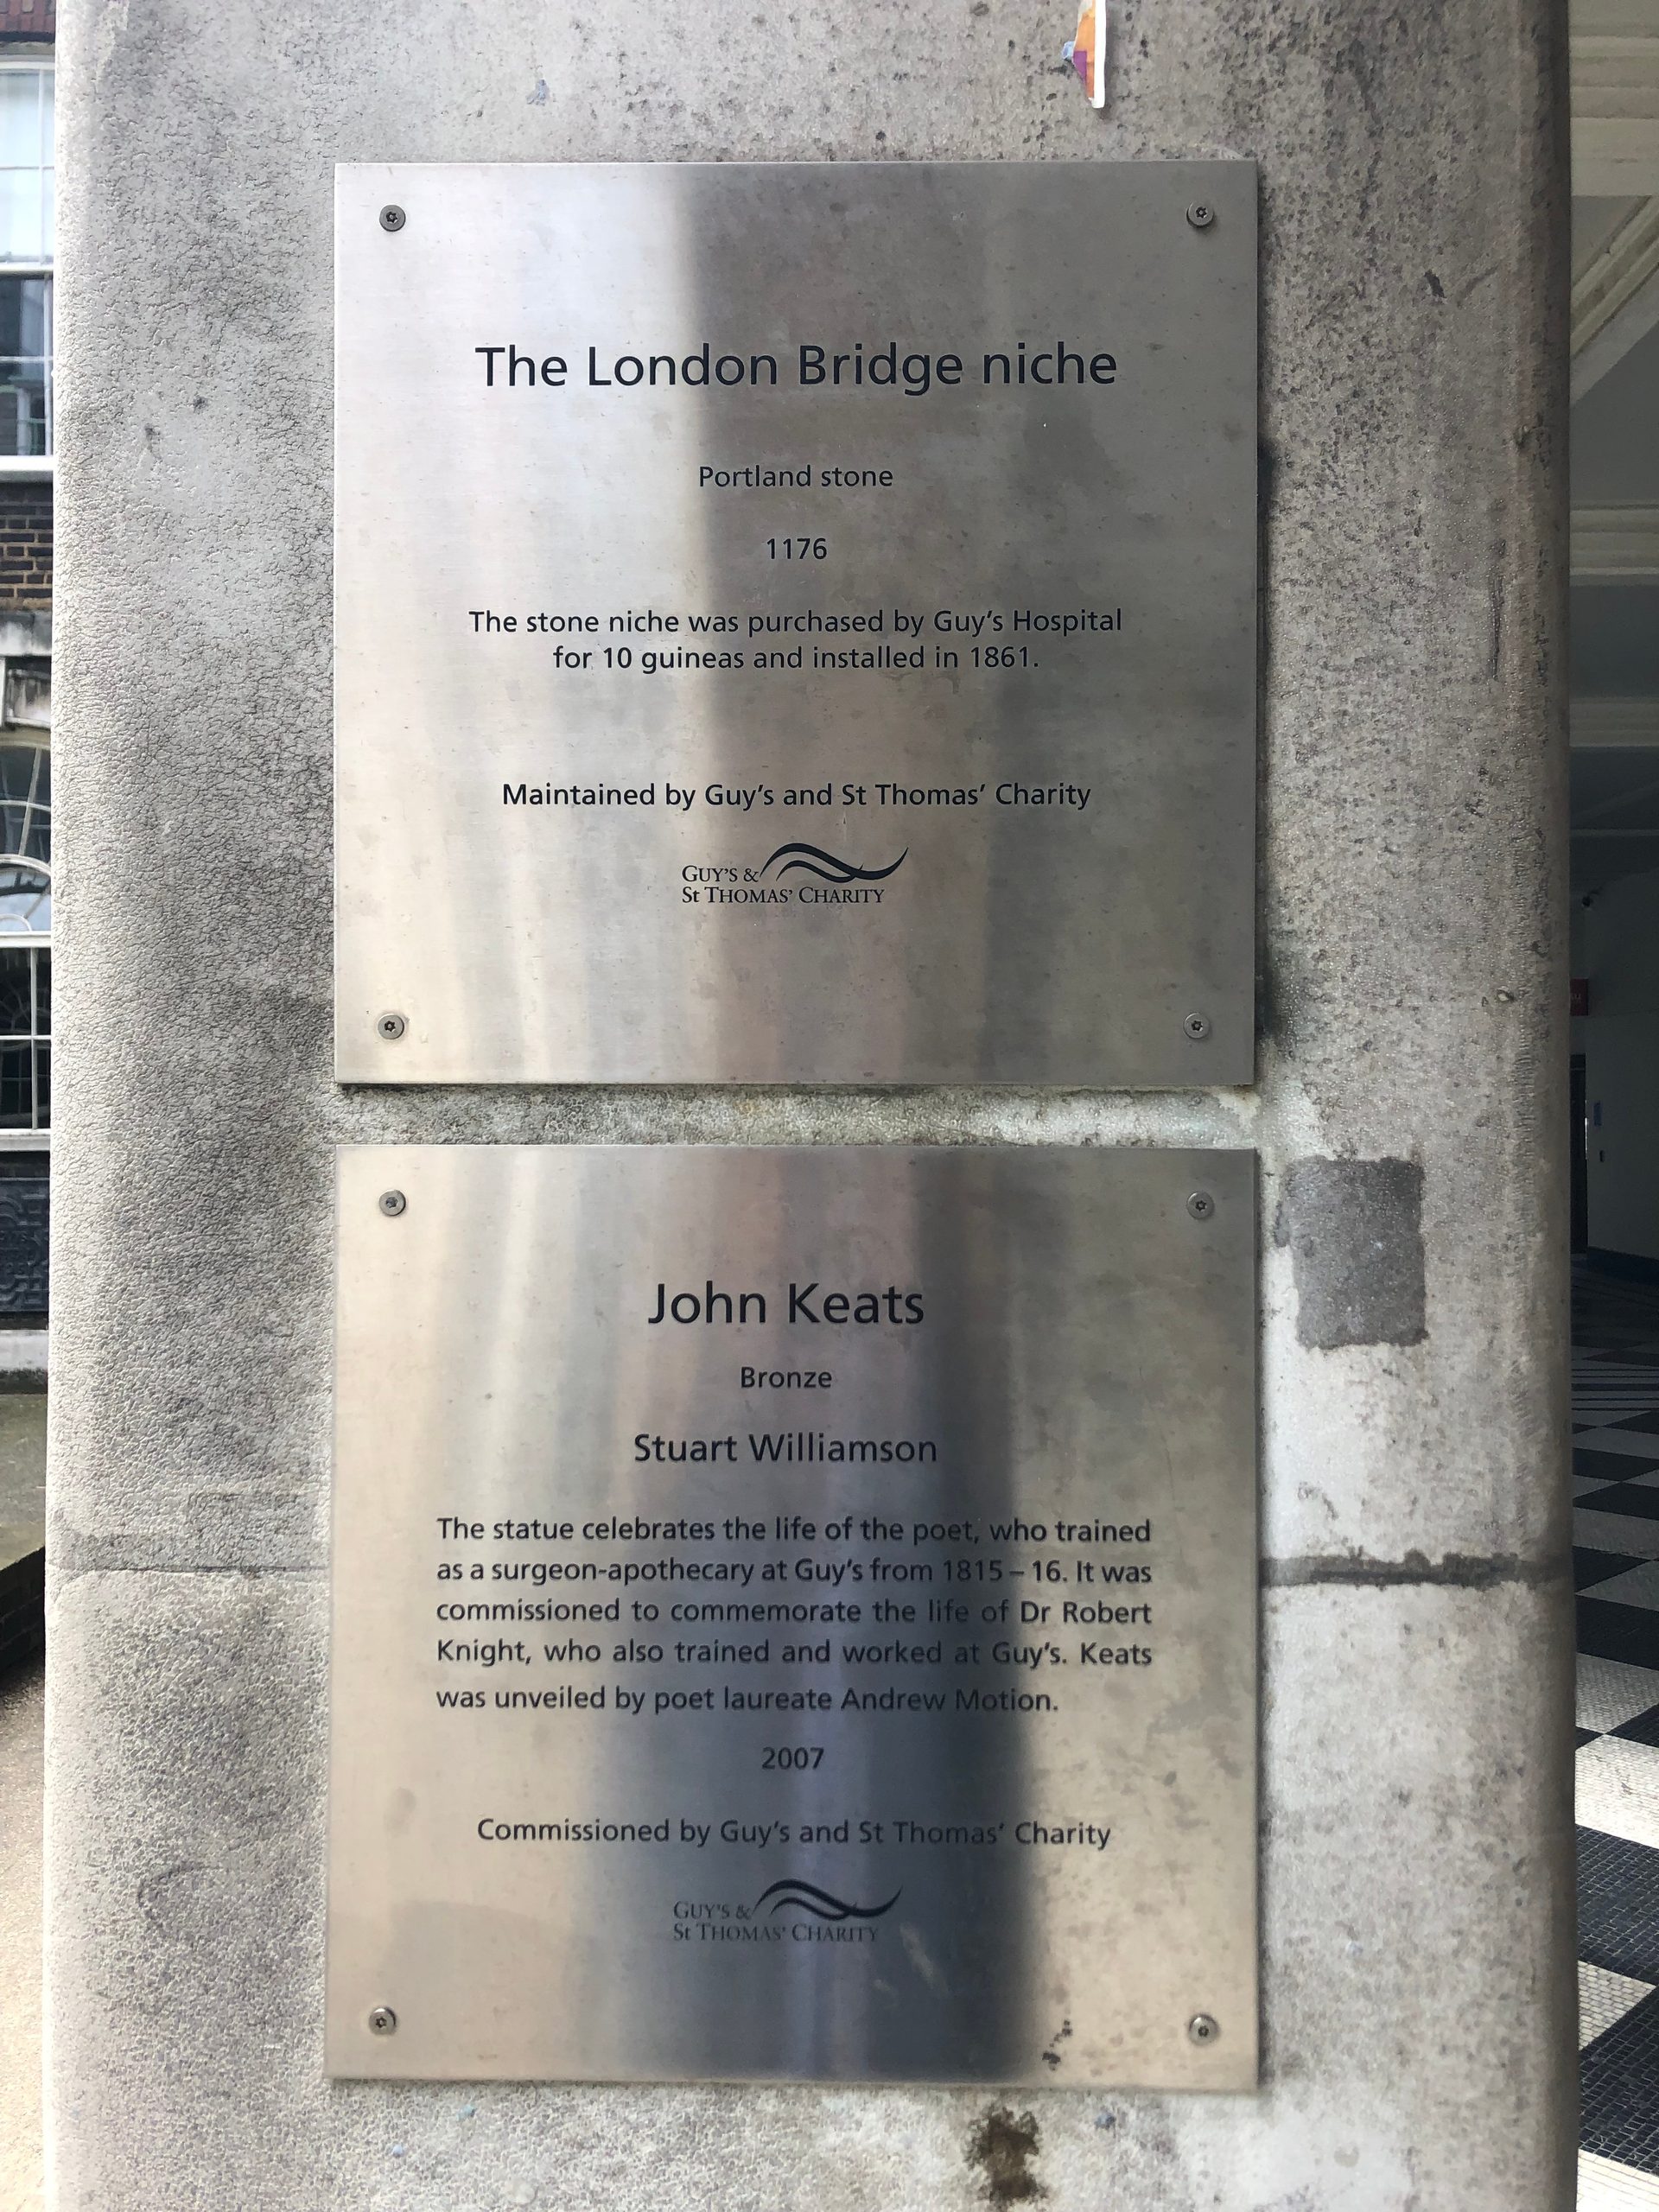 The London Bridge niche
Portland stone
1176
The stone niche was purchased by Guy's Hospital
for 10 guineas and installed in 1861.
Maintained by Guy's and St Thomas' Charity
GUY'S &
St THOMAS' CHARITY
John Keats
Bronze
Stuart Williamson
The statue celebrates the life of the poet, who trained
as a surgeon-apothecary at Guy's from 1815 – 16. It was
commissioned to commemorate the life of Dr Robert
Knight, who also trained and worked at Guy's. Keats
was unveiled by poet laureate Andrew Motion.
2007
Commissioned by Guy's and St Thomas' Charity
GUY'S &
St THOMAS' CHARITY